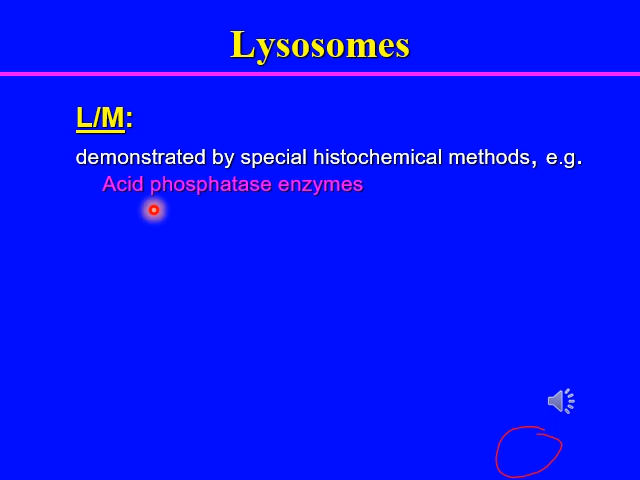 Lysosomes
L/M:
demonstrated by special histochemical methods, e.g.
Acid phosphatase enzymes